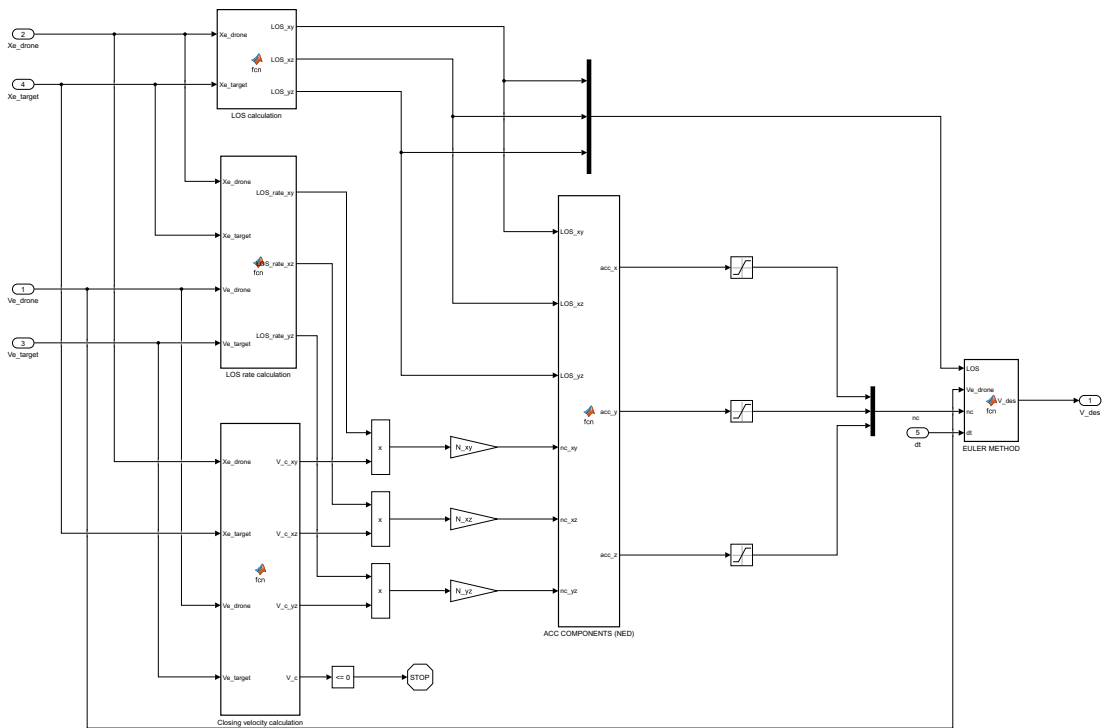 2
Xe_drone
4
Xe_target
1
Ve_drone
3
Ve_target
Xe_drone
Xe_target
fcn
LOS_xy
LOS_xz
LOS_yz
LOS calculation
Xe_drone
Xe_target
Ve_drone
Ve_target
fcn
LOS_rate_xy
LOS_rate_xz
LOS_rate_yz
LOS rate calculation
Xe_drone
Xe_target
Ve_drone
Ve_target
fcn
V_c_xy
V_c_xz
V_c_yz
V_c
Closing velocity calculation
x
x
x
N_xy
N_xz
N_yz
<= 0
STOP
LOS_xy
LOS_xz
LOS_yz
nc_xy
nc_xz
nc_yz
fcn
acc_x
acc_y
acc_z
ACC COMPONENTS (NED)
nc
5
dt
LOS
Ve_drone
nc
dt
fcn
V_des
EULER METHOD
1
V_des